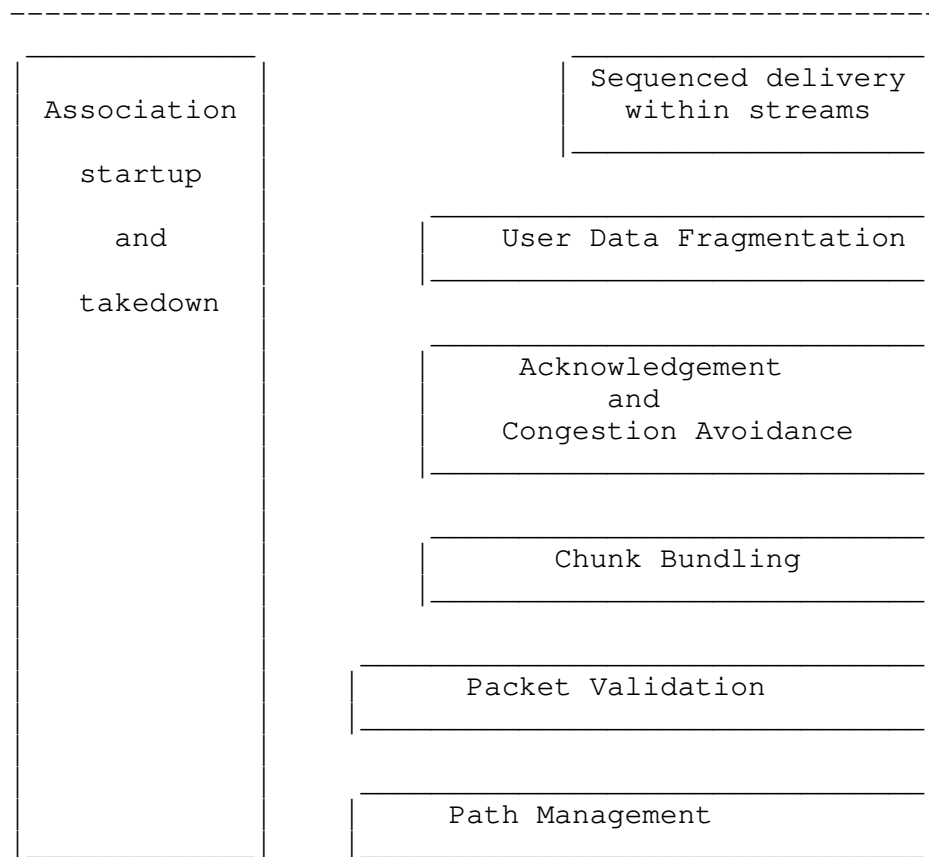 Association
startup
and
takedown
Sequenced delivery
within streams
User Data Fragmentation
Acknowledgement
and
Congestion Avoidance
Chunk Bundling
Packet Validation
Path Management